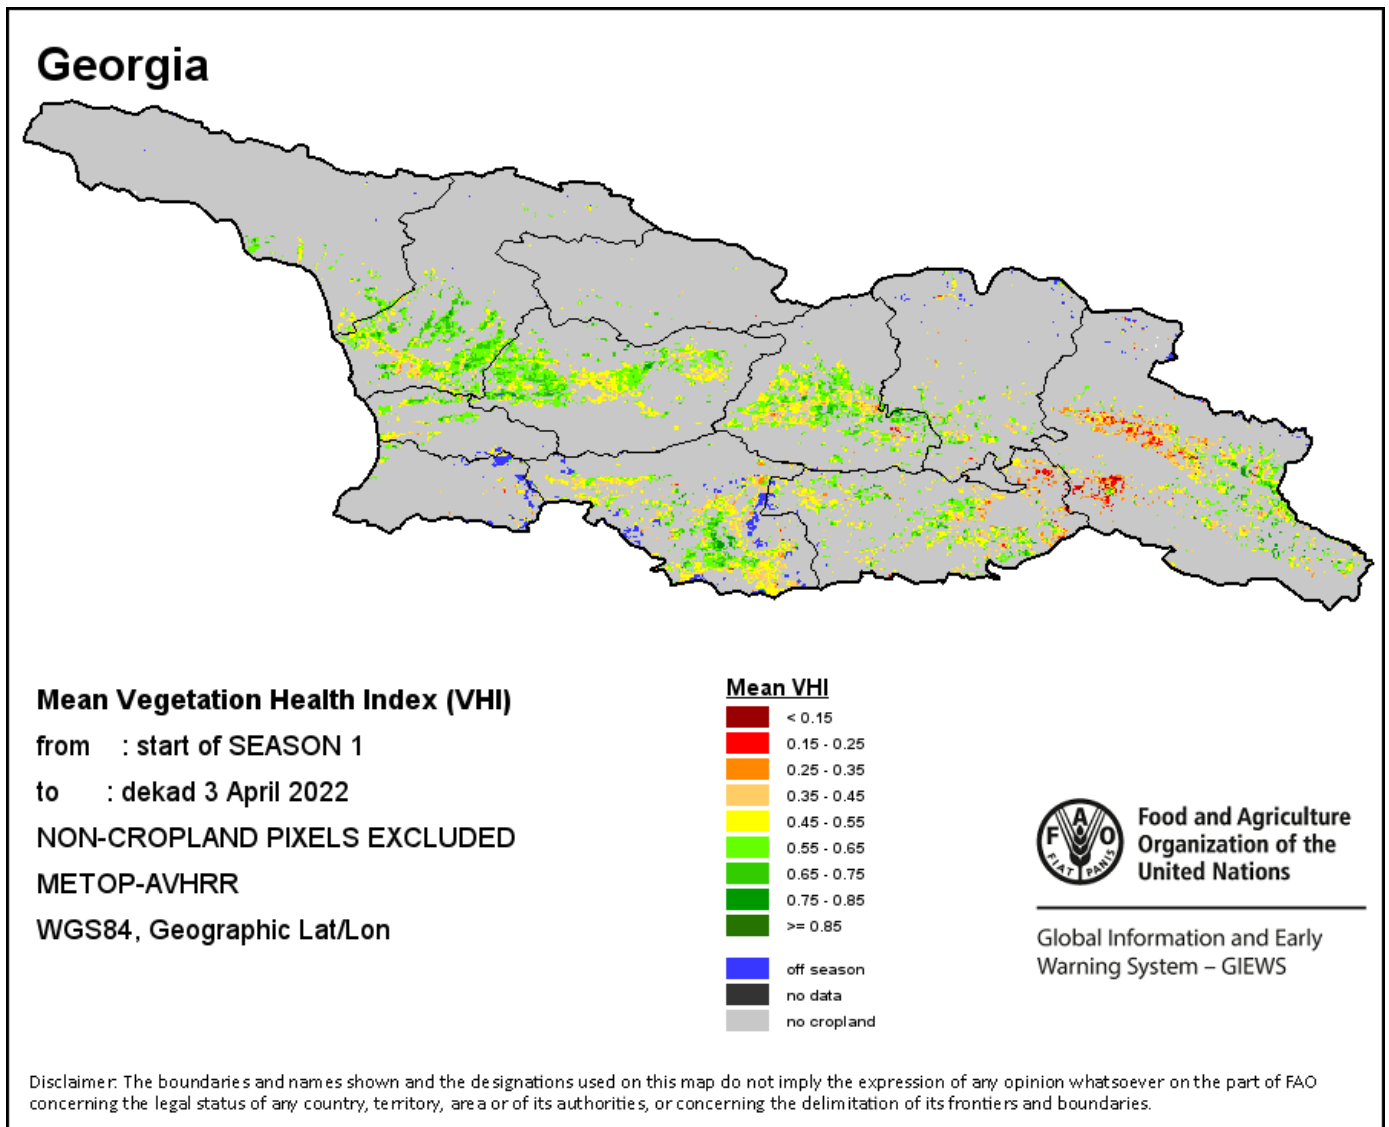 Georgia
Mean Vegetation Health Index (VHI)
from : start of SEASON 1
to : dekad 3 April 2022
NON-CROPLAND PIXELS EXCLUDED
METOP-AVHRR
WGS84, Geographic Lat/Lon
Mean VHI
< 0.15
0.15 - 0.25
0.25 - 0.35
0.35 - 0.45
0.45 - 0.55
0.55 - 0.65
0.65 - 0.75
0.75 - 0.85
>= 0.85
off season
no data
no cropland
F A O
FIAT PANIS
Food and Agriculture
Organization of the
United Nations
Global Information and Early
Warning System – GIEWS
Disclaimer: The boundaries and names shown and the designations used on this map do not imply the expression of any opinion whatsoever on the part of FAO
concerning the legal status of any country, territory, area or of its authorities, or concerning the delimitation of its frontiers and boundaries.